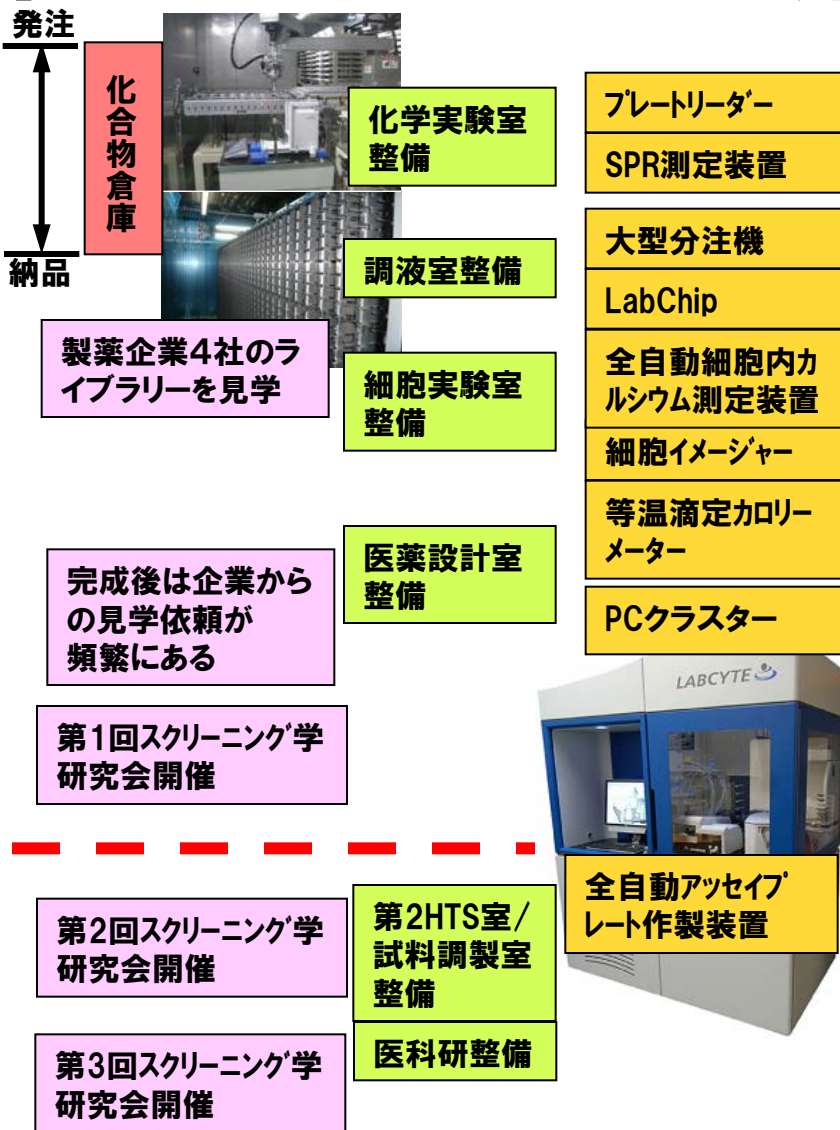 発注
納品
化合物倉庫
製薬企業4社のラ
イブラリーを見学
完成後は企業から
の見学依頼が
頻繁にある
第1回スクリーニング学
研究会開催
第2回スクリーニング学
研究会開催
第3回スクリーニング学
研究会開催
化学実験室
整備
調液室整備
細胞実験室
整備
医薬設計室
整備
第2HTS室/
試料調製室
整備
医科研整備
プレートリーダー
SPR測定装置
大型分注機
LabChip
全自動細胞内カ
ルシウム測定装置
細胞イメージャー
等温滴定カロリー
メーター
PCクラスター
LABCYTE
全自動アッセイプ
レート作製装置